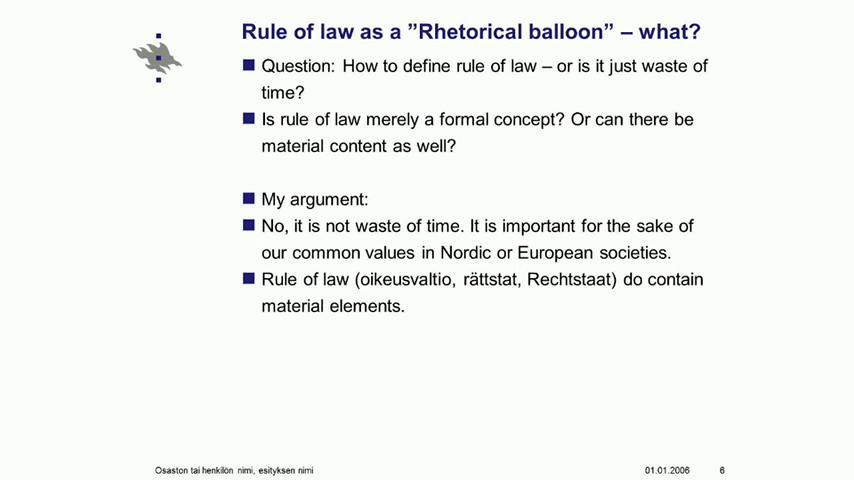 Rule of law as a ”Rhetorical balloon” – what?
Question: How to define rule of law – or is it just waste of
time?
Is rule of law merely a formal concept? Or can there be
material content as well?
My argument:
No, it is not waste of time. It is important for the sake of
our common values in Nordic or European societies.
Rule of law (oikeusvaltio, rättstat, Rechtstaat) do contain
material elements.
Osaston tai henkilön nimi, esityksen nimi
01.01.2006
6